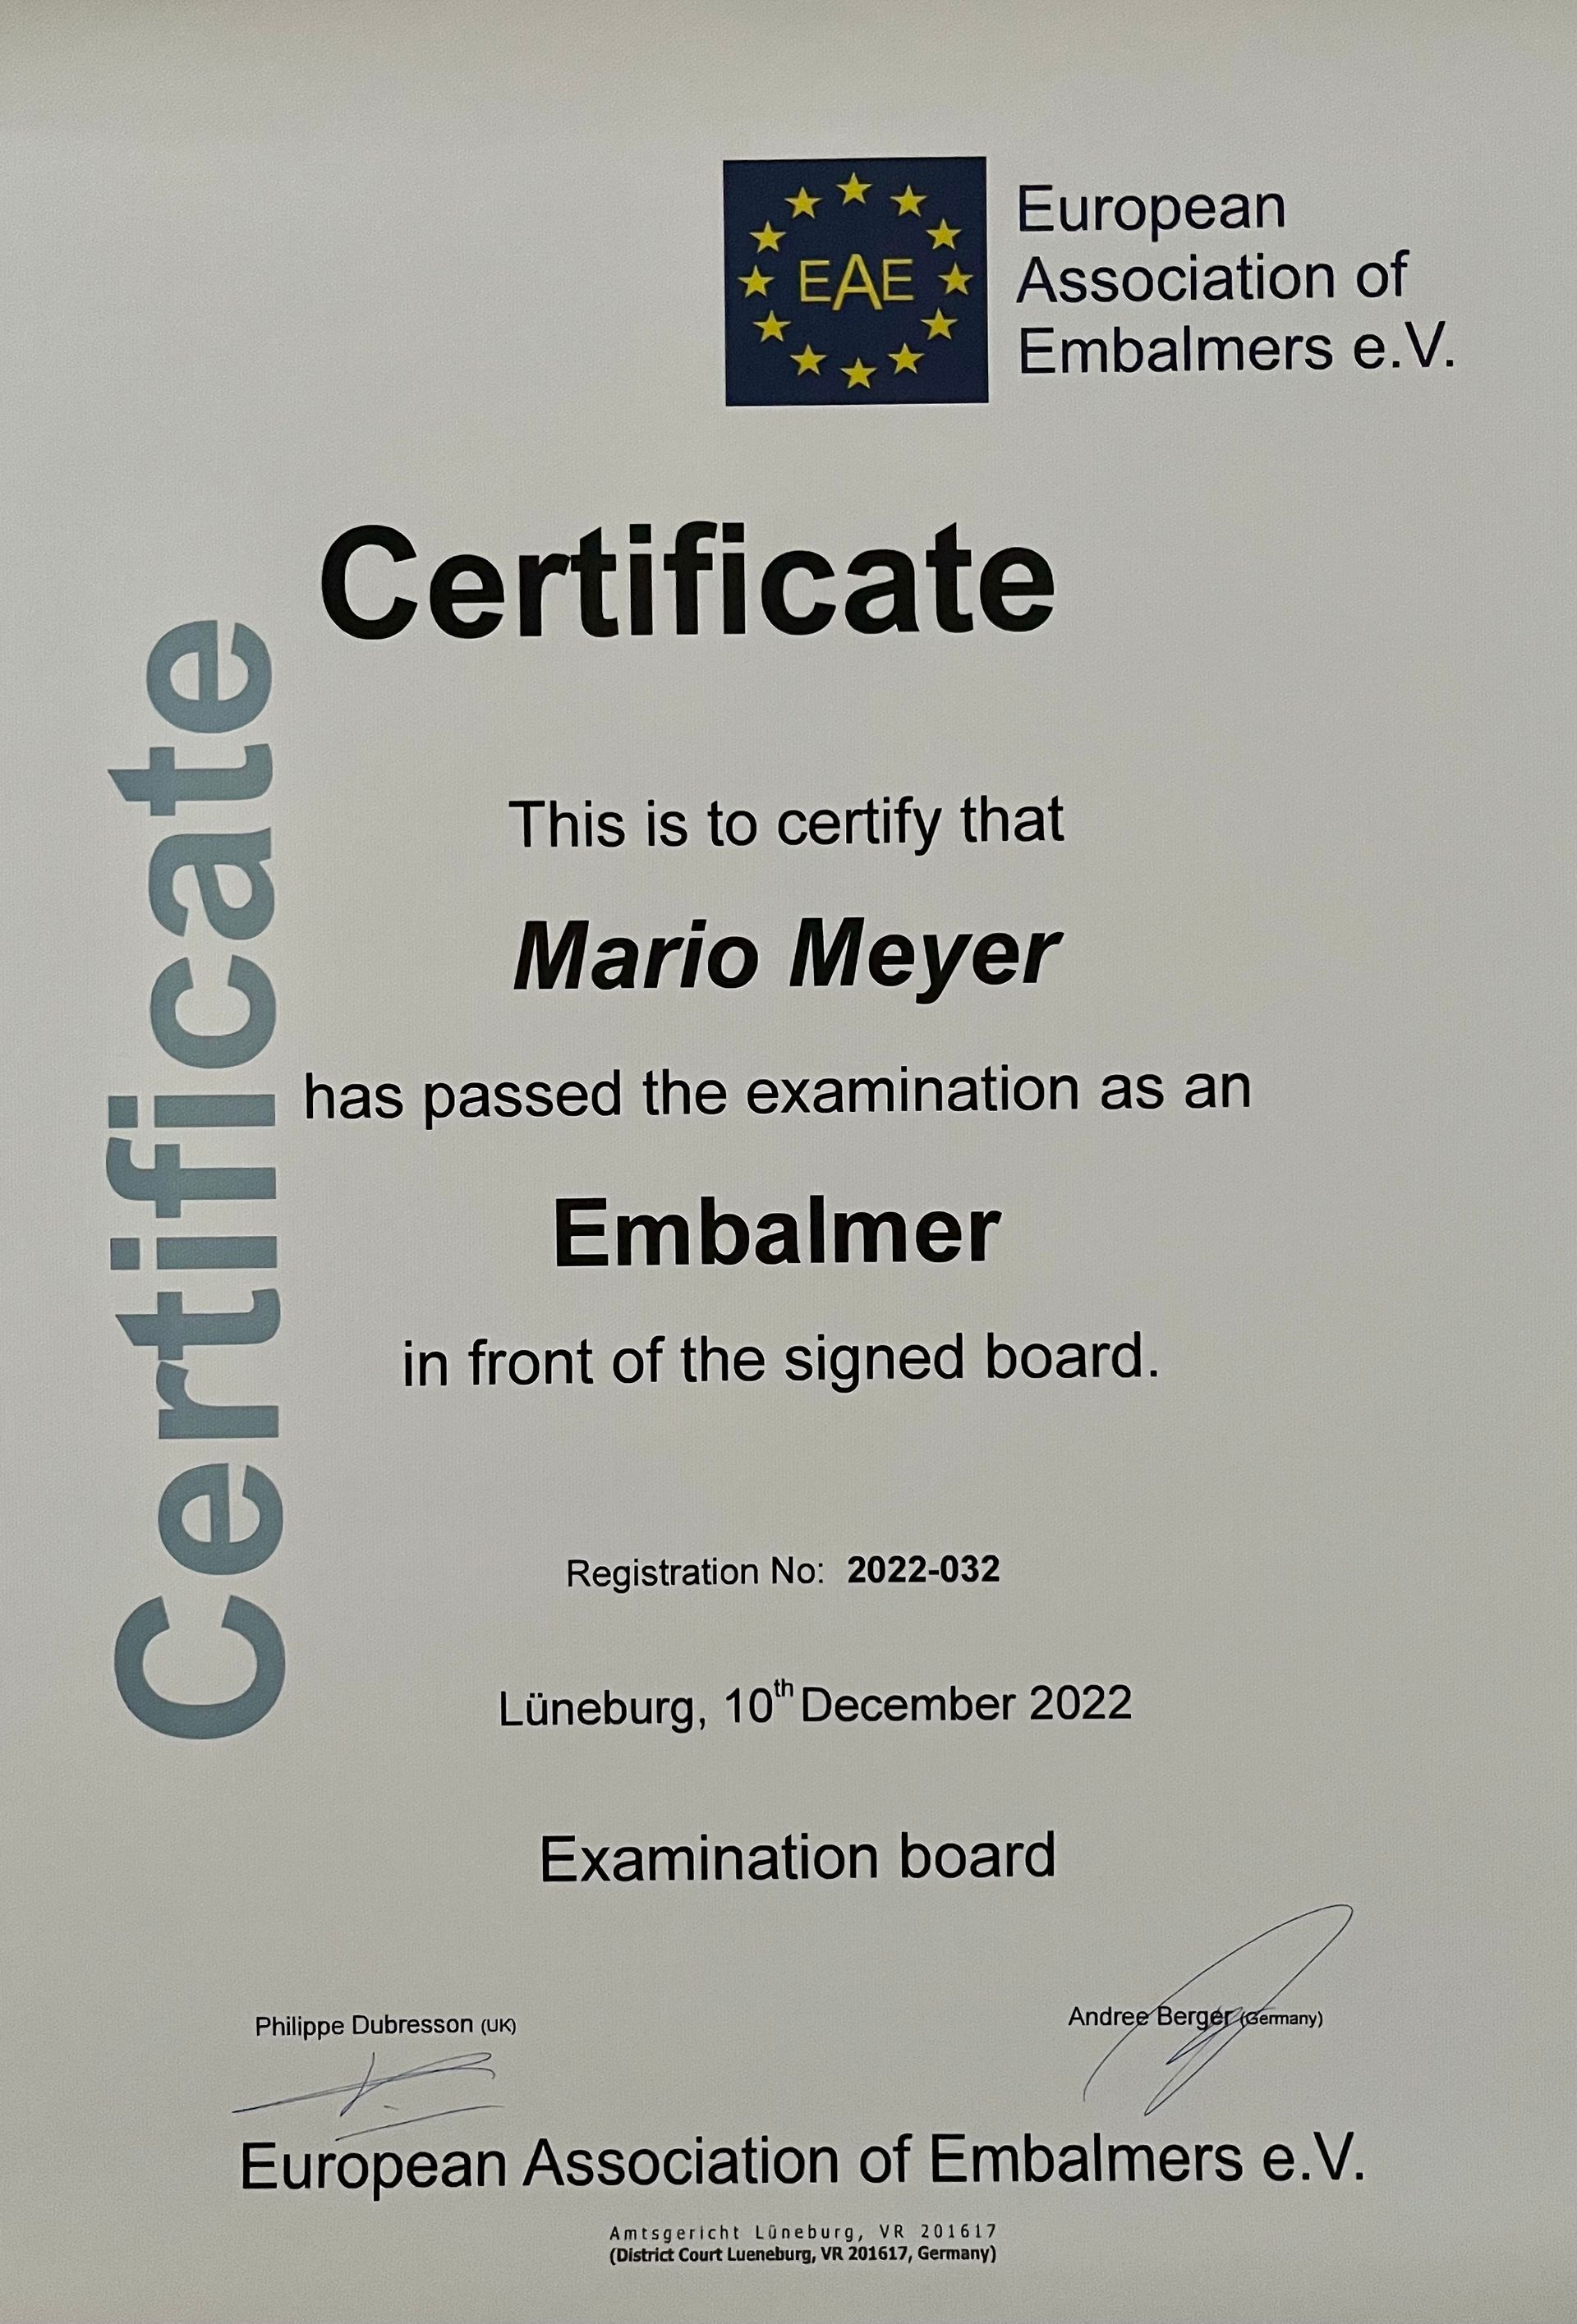 EAE
European
Association of
Embalmers e.V.
Certificate
Certificate
This is to certify that
Mario Meyer
has passed the examination as an
Embalmer
in front of the signed board.
Registration No: 2022-032
Lüneburg, 10th December 2022
Examination board
Philippe Dubresson (UK)
Andree Berger (Germany)
European Association of Embalmers e.V.
Amtsgericht Lüneburg, VR 201617
(District Court Lueneburg, VR 201617, Germany)